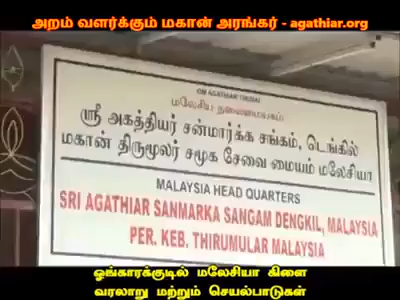 அறம் வளர்க்கும் மகான் அரங்கர் - agathiar.org
OM AGATHIAR THUNAI
மலேசிய தலைமையகம்
ஸ்ரீ அகத்தியர் சன்மார்க்க சங்கம், டெங்கில்
மகான் திருமூலர் சமூக சேவை மையம் மலேசியா
MALAYSIA HEAD QUARTERS
SRI AGATHIAR SANMARKA SANGAM DENGKIL, MALAYSIA
PER. KEB. THIRUMULAR MALAYSIA
ஓங்காரக்குடில் மலேசியா கிளை
வரலாறு மற்றும் செயல்பாடுகள்